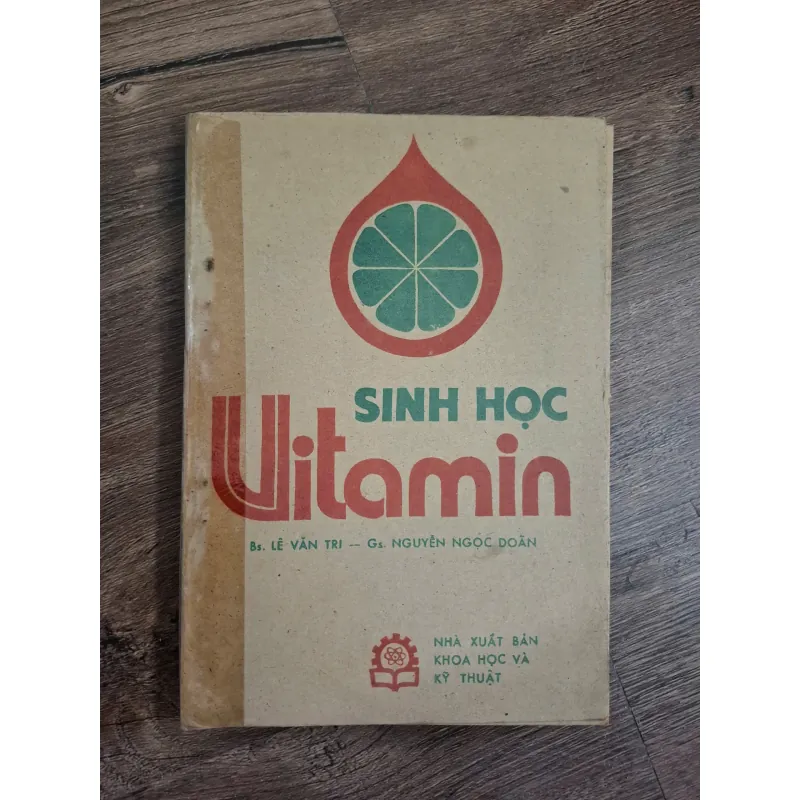 SINH HỌC
Vitamin
Bs. LÊ VĂN TRI — Gs. NGUYỄN NGỌC DOÃN
NHÀ XUẤT BẢN
KHOA HỌC VÀ
KỸ THUẬT